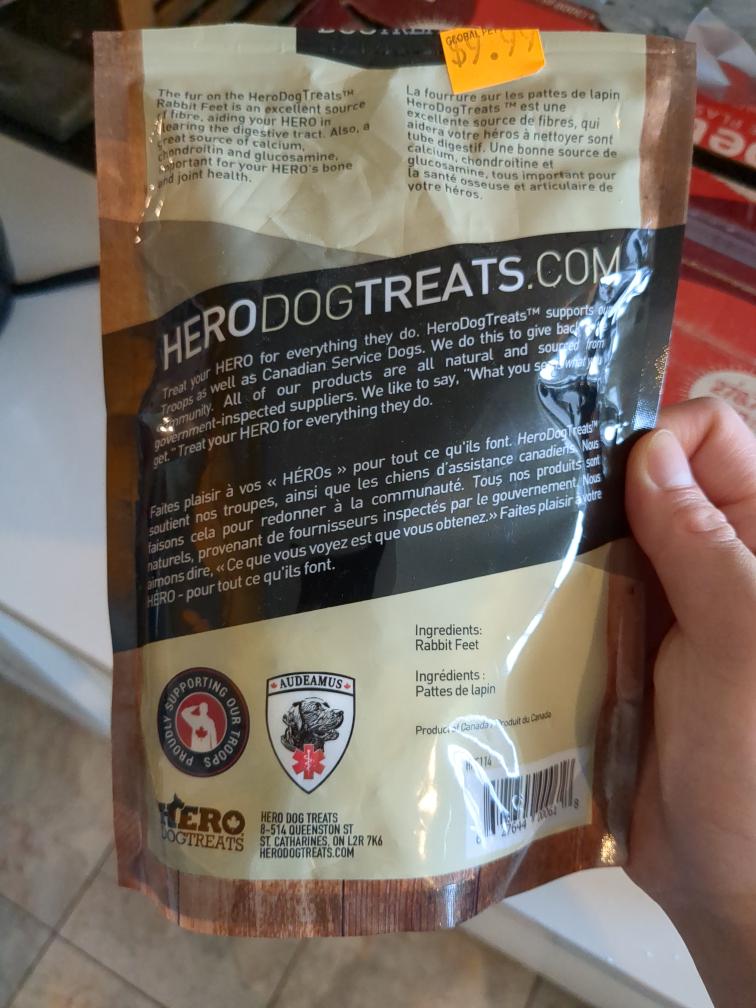 GLOBAL PET
$9.99
The fur on the HeroDogTreats™
Rabbit Feet is an excellent source
of fibre, aiding your HERO in
clearing the digestive tract. Also, a
great source of calcium,
chondroitin and glucosamine,
important for your HERO's bone
and joint health.
La fourrure sur les pattes de lapin
HeroDogTreats ™ est une
excellente source de fibres, qui
aidera votre héros à nettoyer sont
tube digestif. Une bonne source de
calcium, chondroitine et
glucosamine, tous important pour
la santé osseuse et articulaire de
votre héros.
HERODOGTREATS.COM
Treat your HERO for everything they do. HeroDogTreats™ supports our
Troops as well as Canadian Service Dogs. We do this to give back
community. All of our products are all natural and sourced from
government-inspected suppliers. We like to say, "What you see what you
get." Treat your HERO for everything they do.
Faites plaisir à vos « HÉROs » pour tout ce qu'ils font. HeroDogTreats™
soutient nos troupes, ainsi que les chiens d'assistance canadiens. Nous
faisons cela pour redonner à la communauté. Tous nos produits sont
naturels, provenant de fournisseurs inspectés par le gouvernement. Nous
aimons dire, «Ce que vous voyez est que vous obtenez.» Faites plaisir à votre
HÉRO - pour tout ce qu'ils font.
Ingredients:
Rabbit Feet
Ingrédients :
Pattes de lapin
Product of Canada / Produit du Canada
PROUDLY SUPPORTING OUR TROOPS
AUDEAMUS
HERO
DOGTREATS
HERO DOG TREATS
8-514 QUEENSTON ST
ST. CATHARINES, ON L2R 7K6
HERODOGTREATS.COM